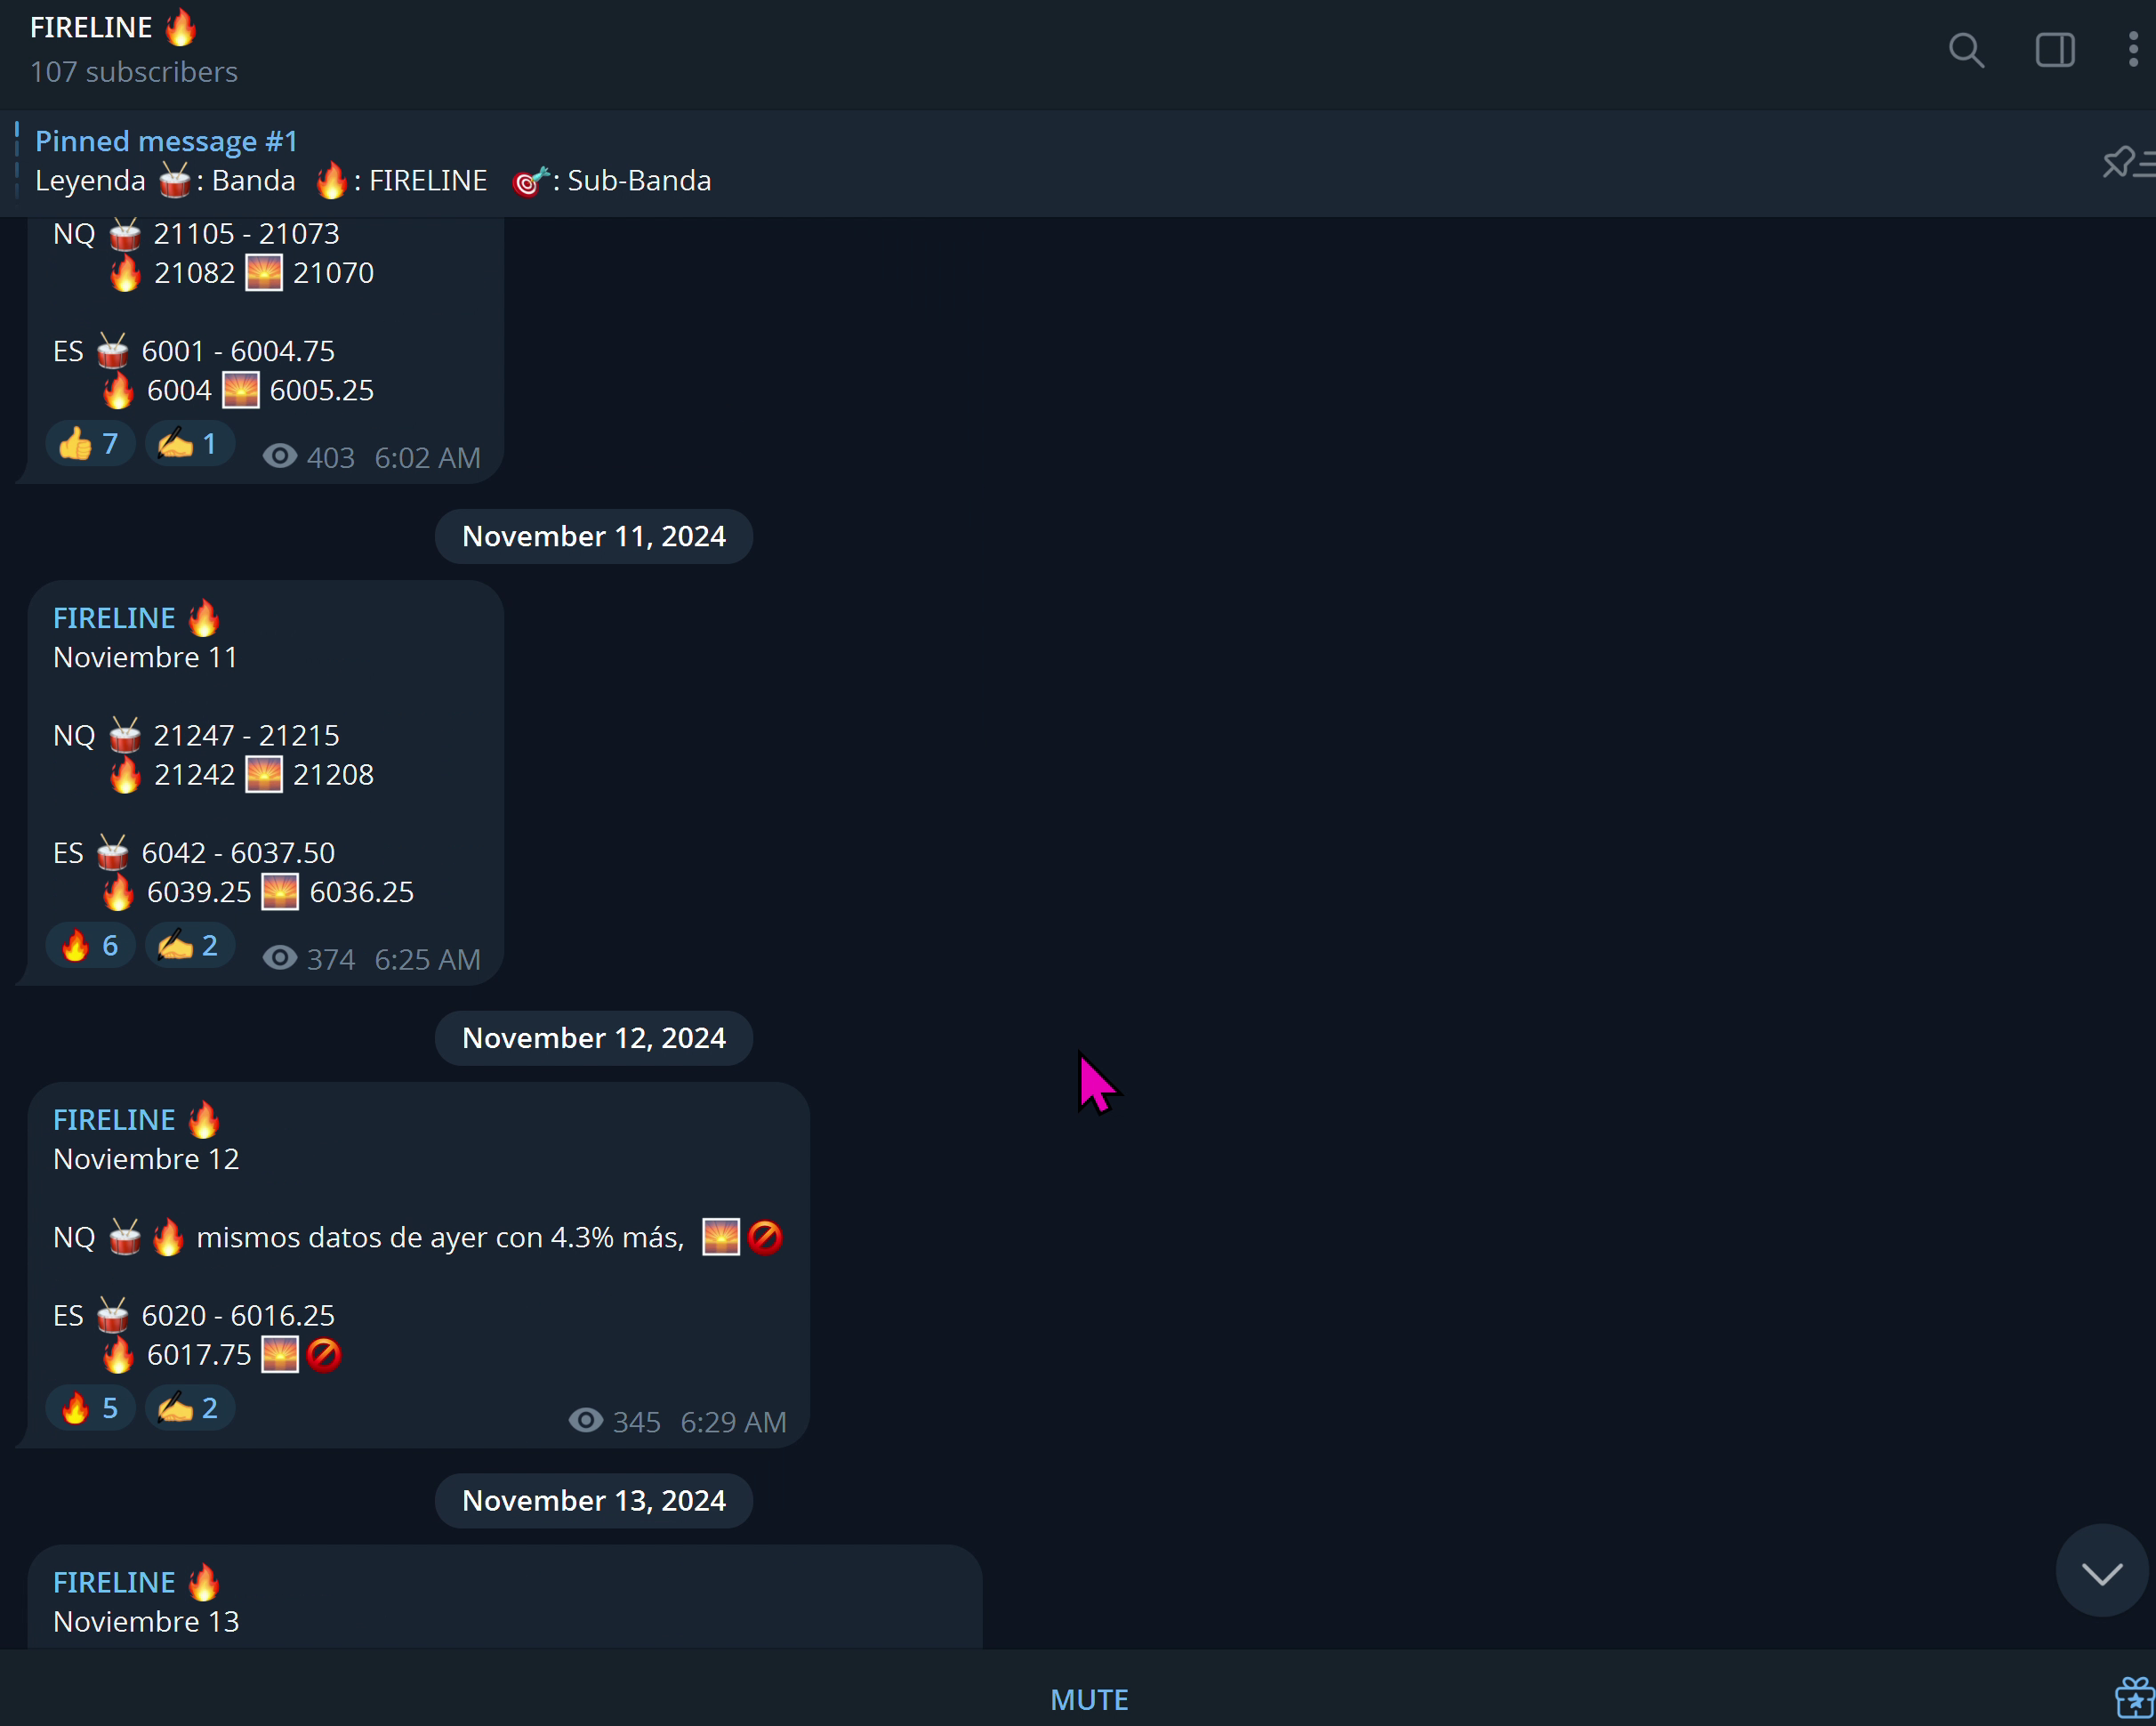 FIRELINE 🔥
107 subscribers
Pinned message #1
Leyenda 🥁: Banda 🔥: FIRELINE 🎯: Sub-Banda
NQ 🥁 21105 - 21073
🔥 21082 🌅 21070
ES 🥁 6001 - 6004.75
🔥 6004 🌅 6005.25
👍 7 ✍️ 1 403 6:02 AM
November 11, 2024
FIRELINE 🔥
Noviembre 11
NQ 🥁 21247 - 21215
🔥 21242 🌅 21208
ES 🥁 6042 - 6037.50
🔥 6039.25 🌅 6036.25
🔥 6 ✍️ 2 374 6:25 AM
November 12, 2024
FIRELINE 🔥
Noviembre 12
NQ 🥁🔥 mismos datos de ayer con 4.3% más, 🌅🚫
ES 🥁 6020 - 6016.25
🔥 6017.75 🌅🚫
🔥 5 ✍️ 2 345 6:29 AM
November 13, 2024
FIRELINE 🔥
Noviembre 13
MUTE